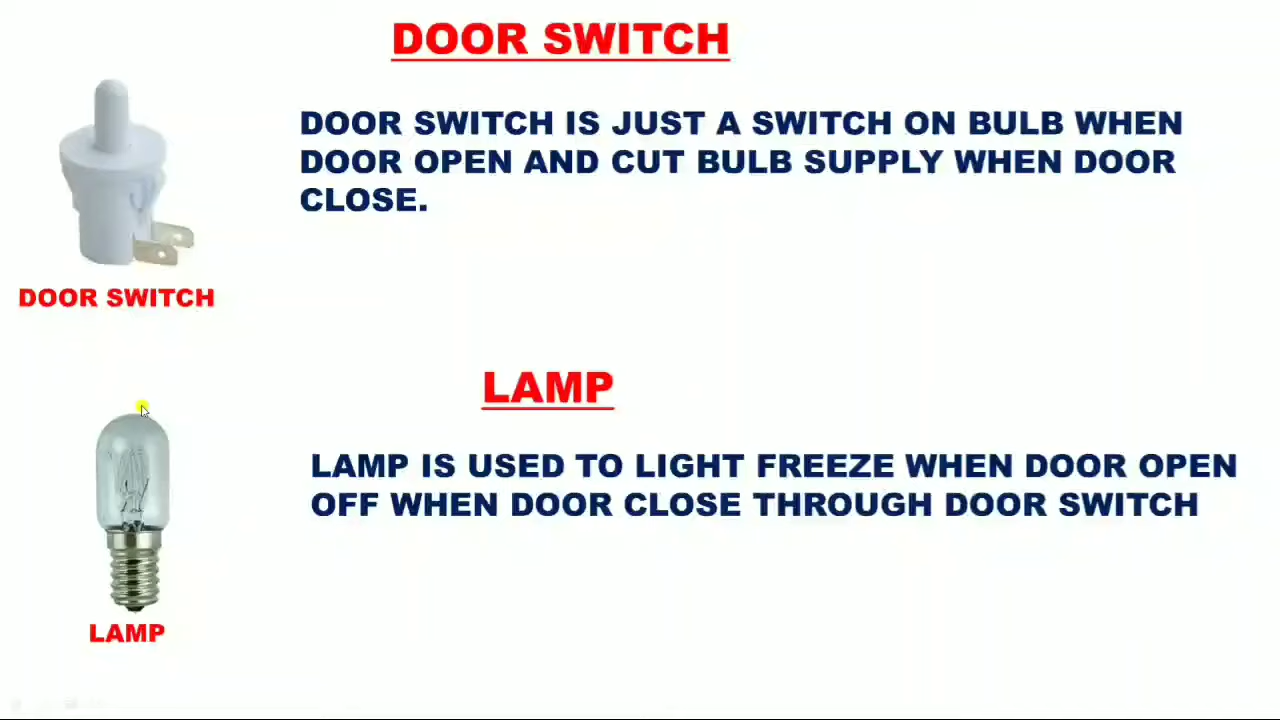 DOOR SWITCH
DOOR SWITCH IS JUST A SWITCH ON BULB WHEN
DOOR OPEN AND CUT BULB SUPPLY WHEN DOOR
CLOSE.
DOOR SWITCH
LAMP
LAMP IS USED TO LIGHT FREEZE WHEN DOOR OPEN
OFF WHEN DOOR CLOSE THROUGH DOOR SWITCH
LAMP